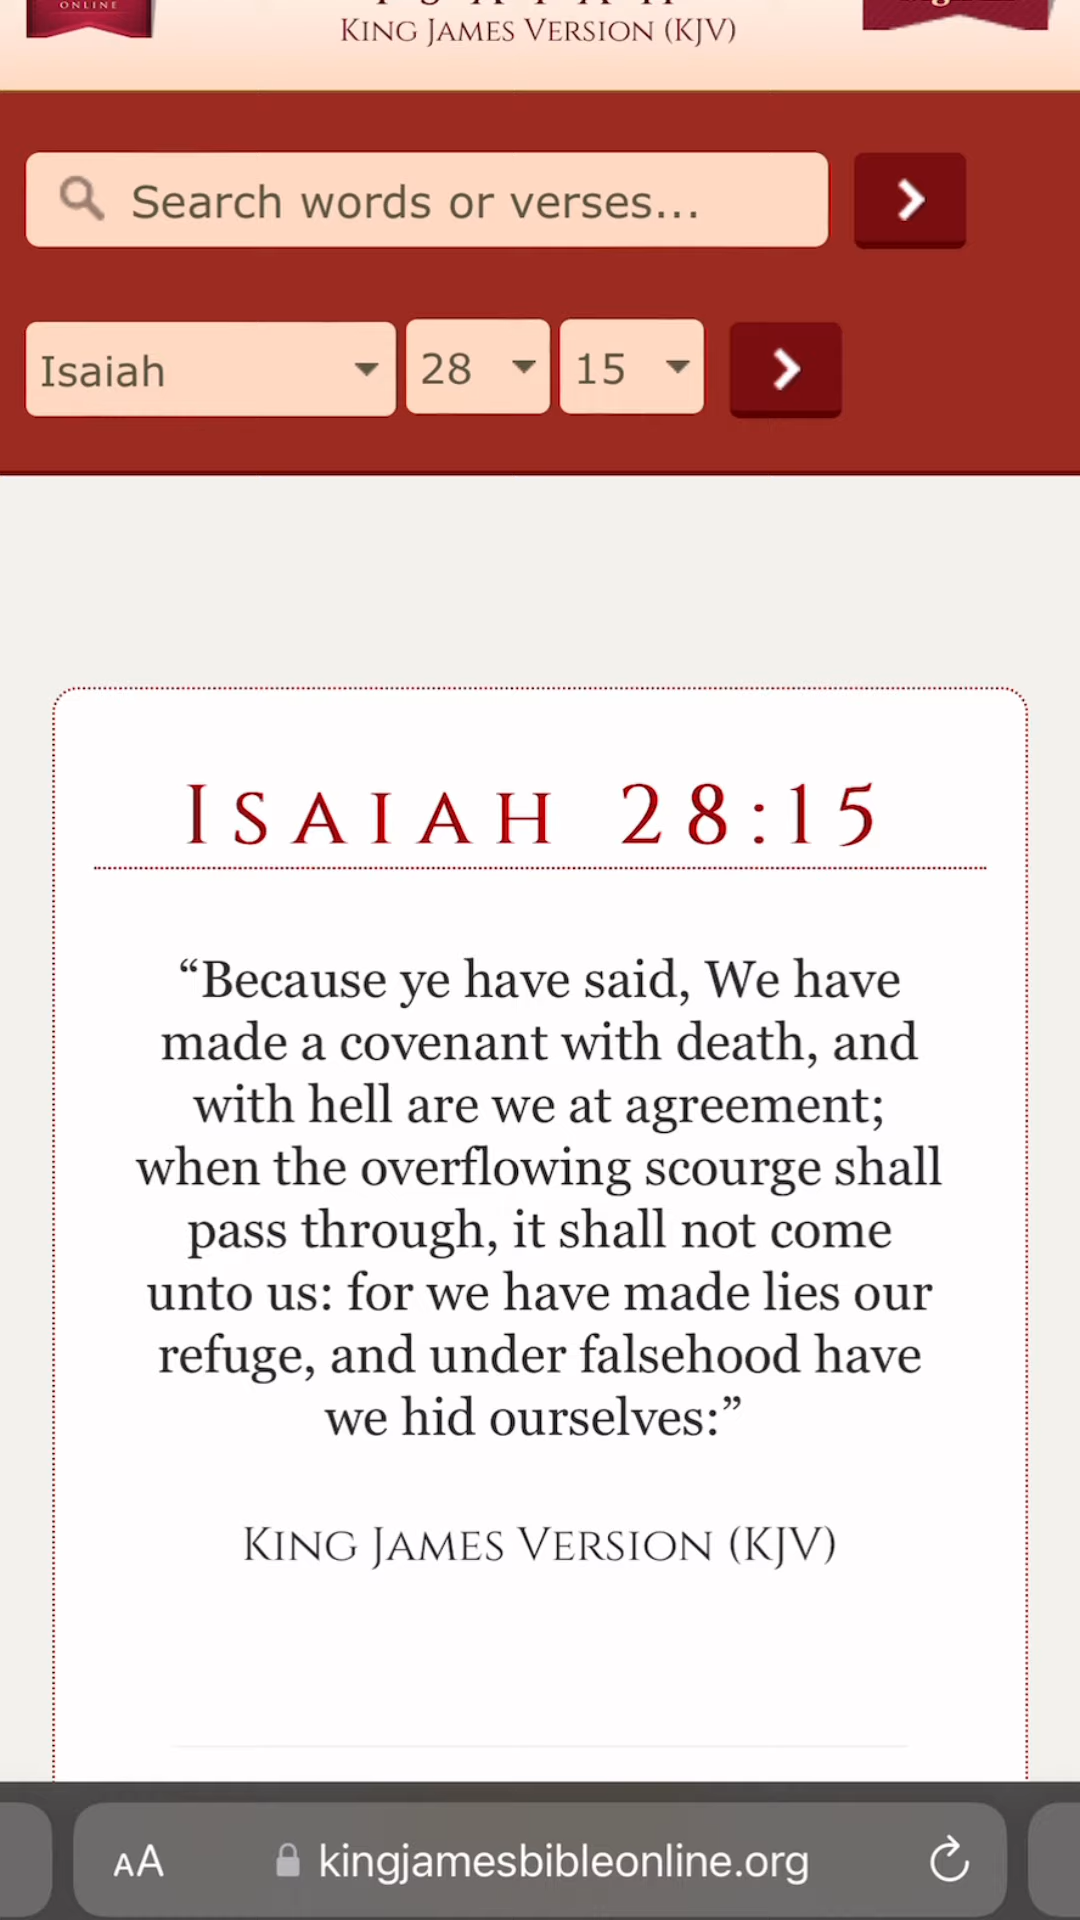 ONLINE
KING JAMES VERSION (KJV)
Search words or verses...
Isaiah 28 15
ISAIAH 28:15
“Because ye have said, We have
made a covenant with death, and
with hell are we at agreement;
when the overflowing scourge shall
pass through, it shall not come
unto us: for we have made lies our
refuge, and under falsehood have
we hid ourselves:”
KING JAMES VERSION (KJV)
AA kingjamesbibleonline.org